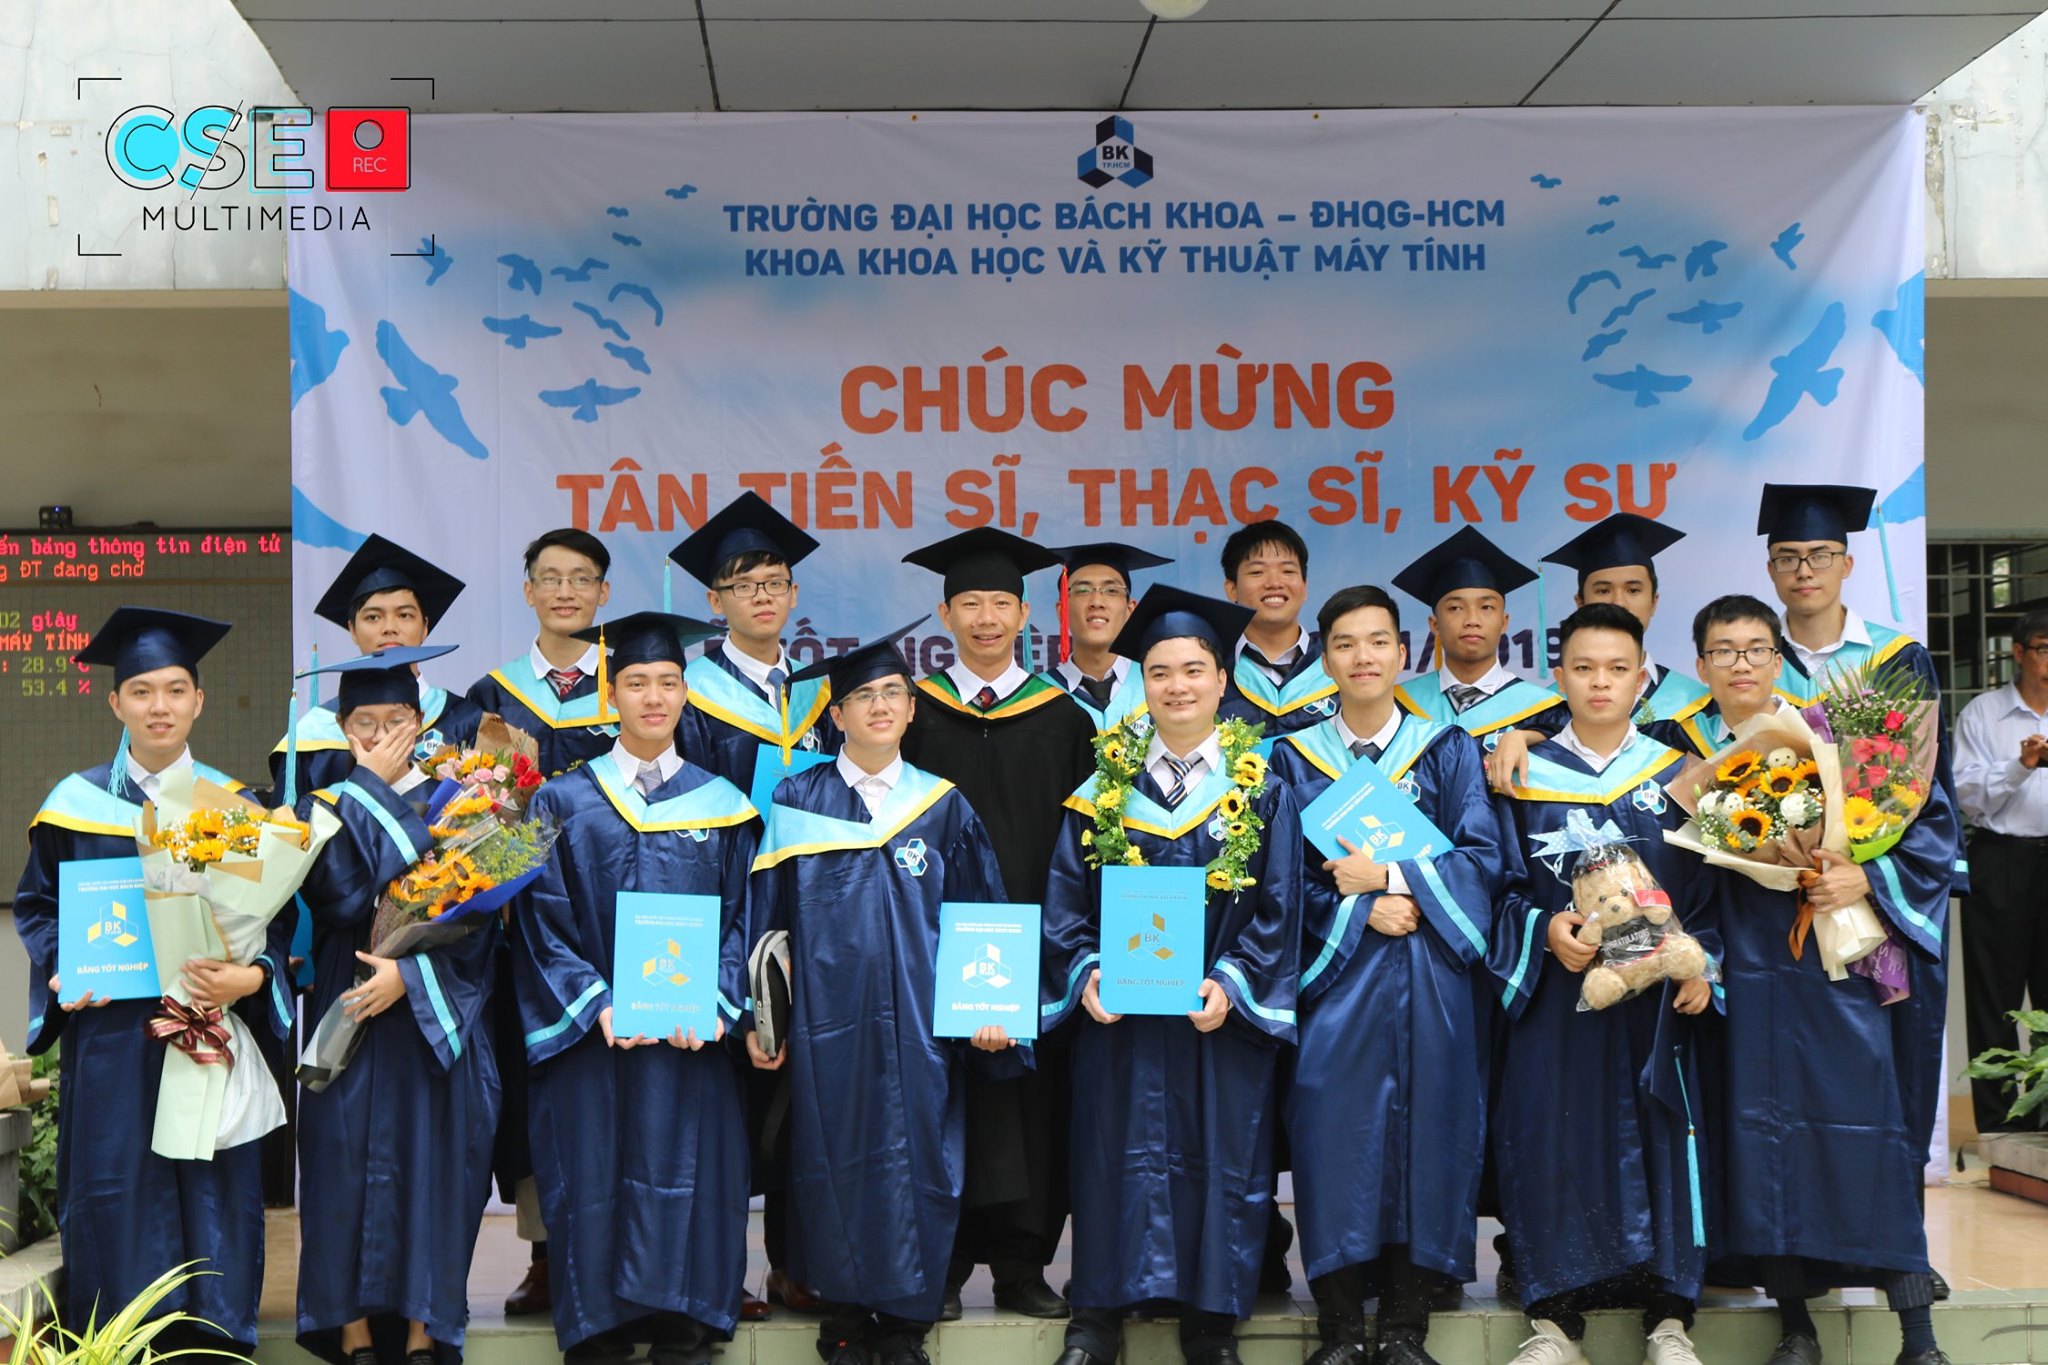 CSE
REC
MULTIMEDIA
BK
TP.HCM
TRƯỜNG ĐẠI HỌC BÁCH KHOA – ĐHQG-HCM
KHOA KHOA HỌC VÀ KỸ THUẬT MÁY TÍNH
CHÚC MỪNG
TÂN TIẾN SĨ, THẠC SĨ, KỸ SƯ
bảng thông tin điện tử
ĐT đang chờ
giây
MÁY TÍNH
28.9°C
53.4 %
BK
BẰNG TỐT NGHIỆP
BK
BẰNG TỐT NGHIỆP
BK
BẰNG TỐT NGHIỆP
BK
BẰNG TỐT NGHIỆP